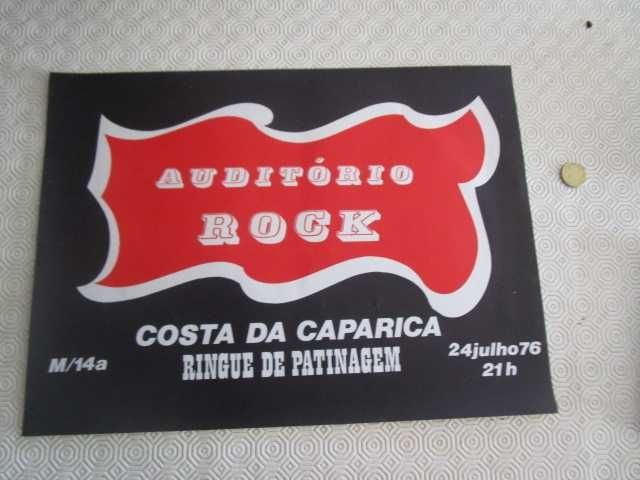 AUDITÓRIO
ROCK
COSTA DA CAPARICA
RINGUE DE PATINAGEM
M/14a
24julho76
21h